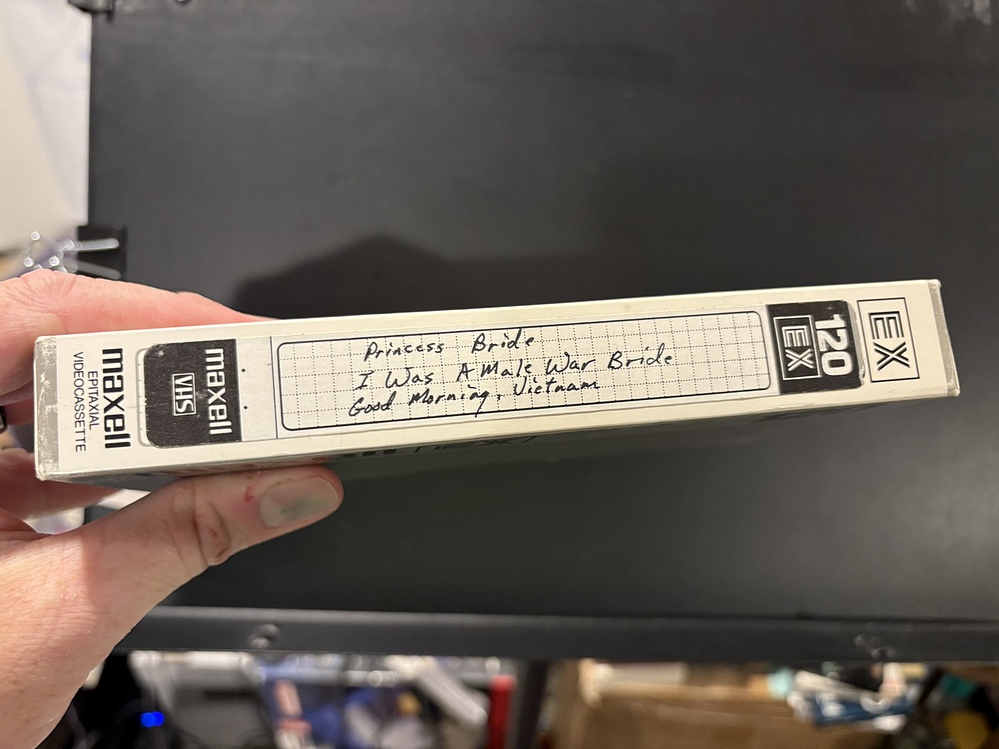 maxell
EPITAXIAL
VIDEOCASSETTE
maxell
VHS
Princess Bride
I Was A Male War Bride
Good Morning, Vietnam
120
EX
EX